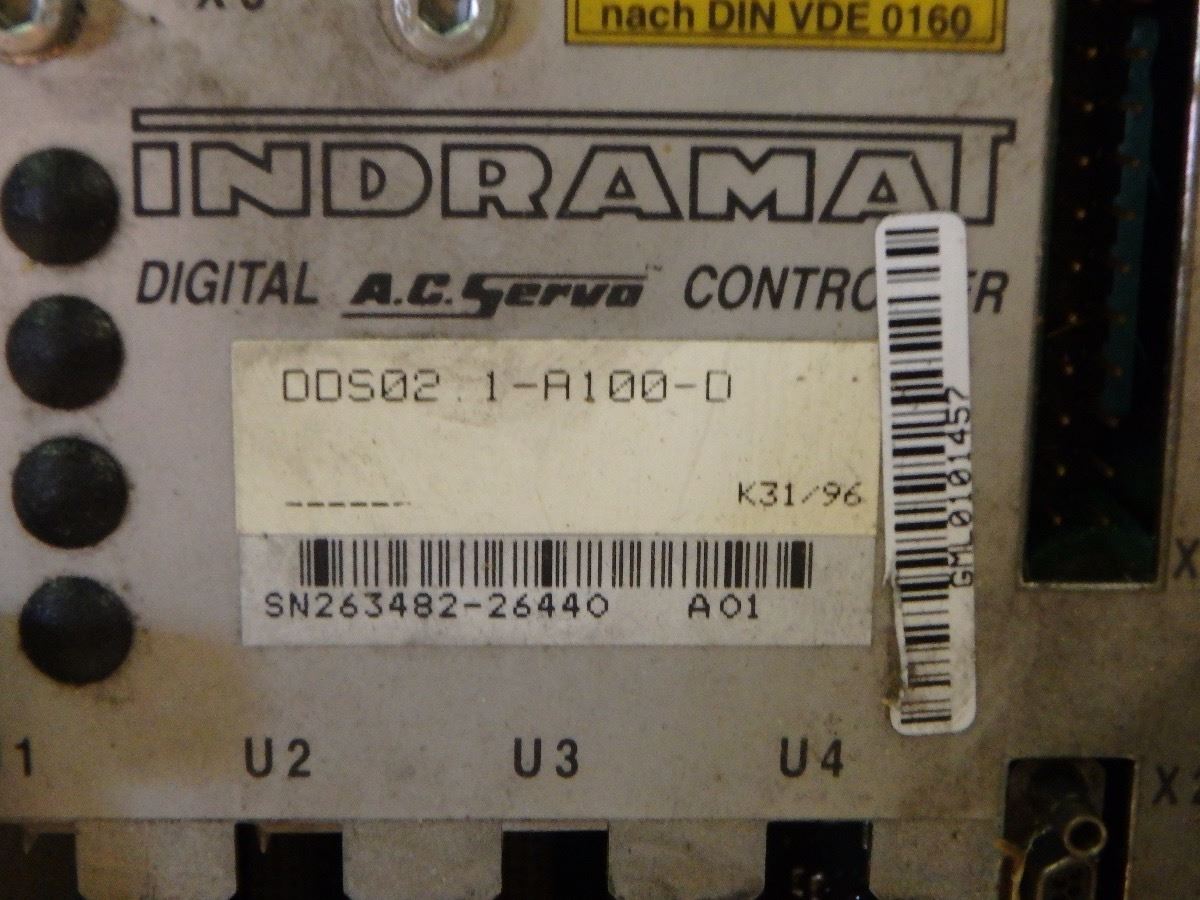 nach DIN VDE 0160
INDRAMAT
DIGITAL A.C. Servo™ CONTROLLER
DDS02.1-A100-D
------
K31/96
SN263482-26440 A01
GML0101457
U2 U3 U4